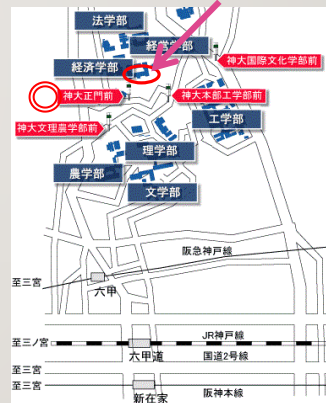 法学部
経営学部
神大国際文化学部前
経済学部
神大正門前
神大本部工学部前
神大文理農学部前
工学部
理学部
農学部
文学部
阪急神戸線
至三宮
六甲
JR神戸線
至三ノ宮
六甲道
国道2号線
至三宮
至三宮
新在家
阪神本線